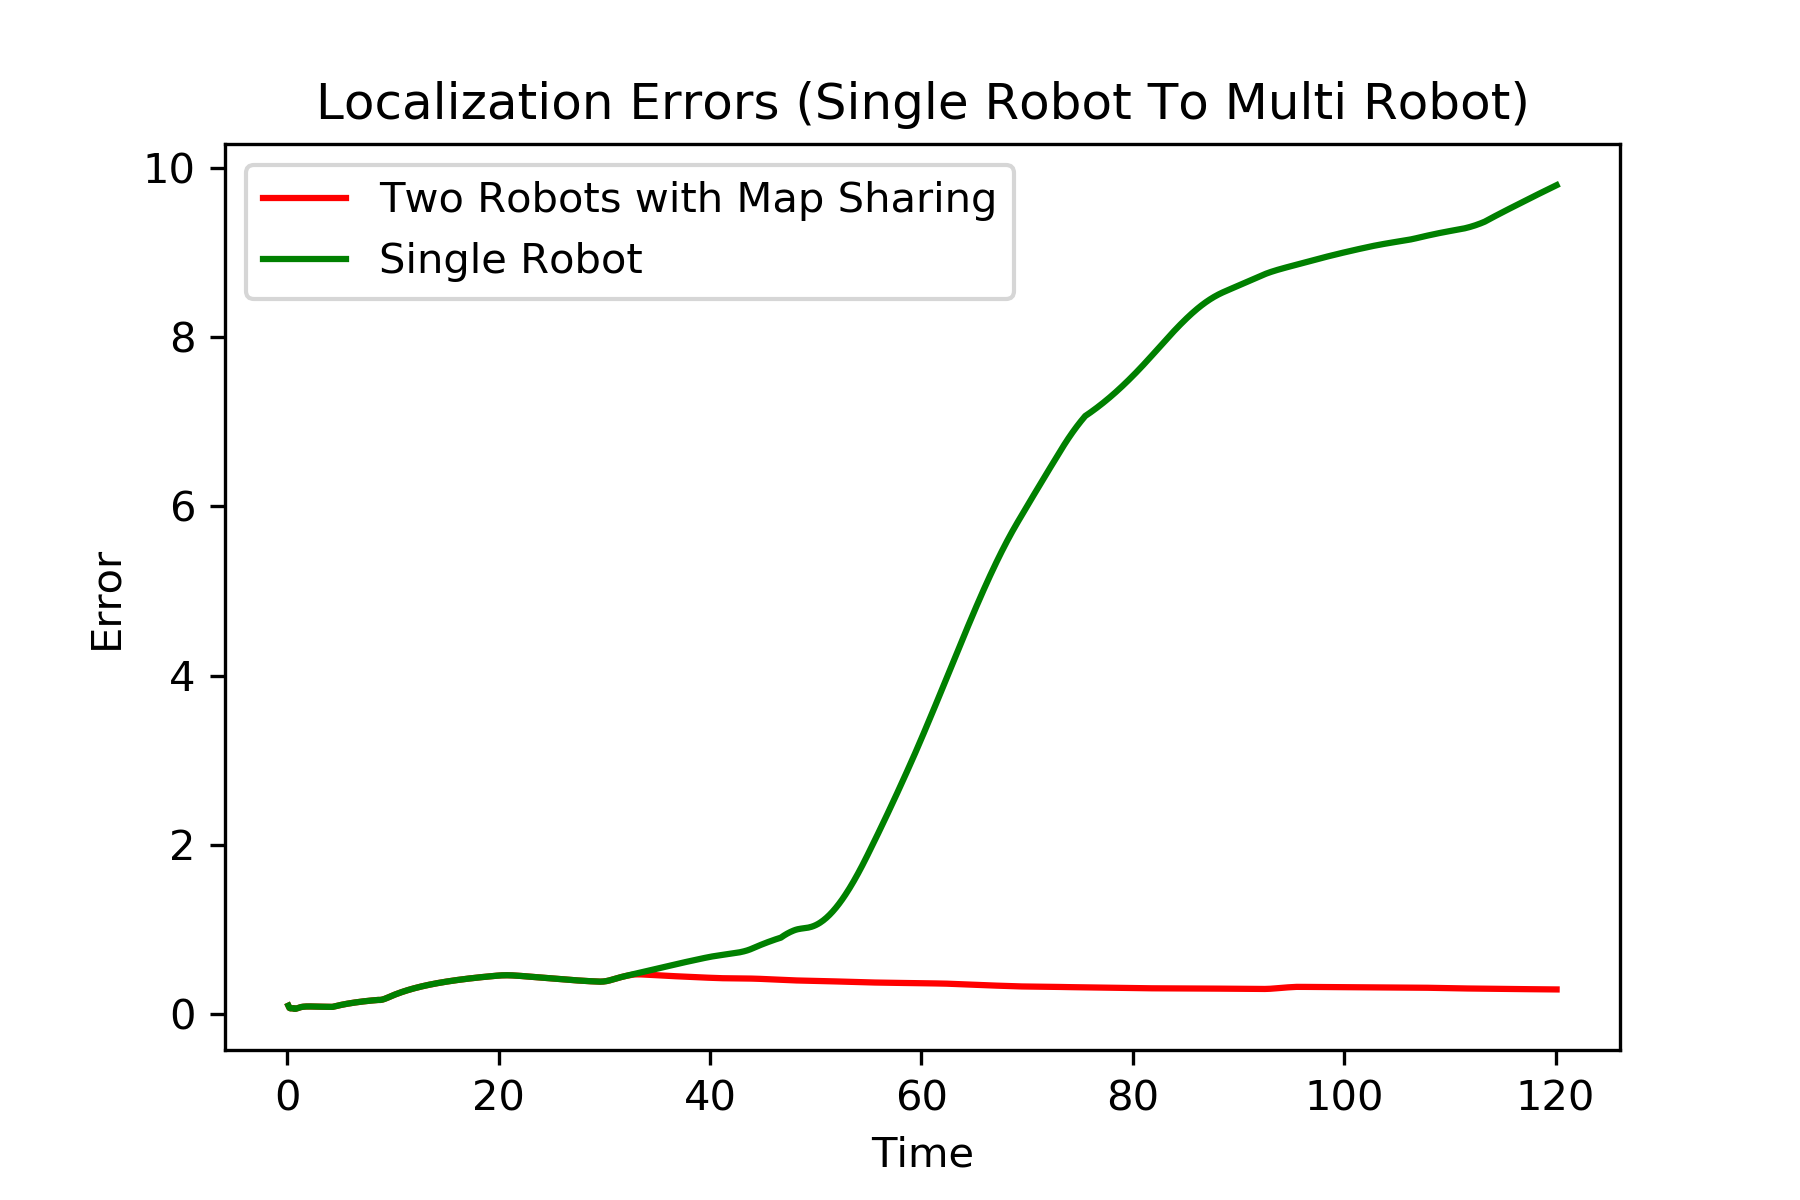 Localization Errors (Single Robot To Multi Robot)
10
8
6
4
2
0
Error
Two Robots with Map Sharing
Single Robot
0 20 40 60 80 100 120
Time